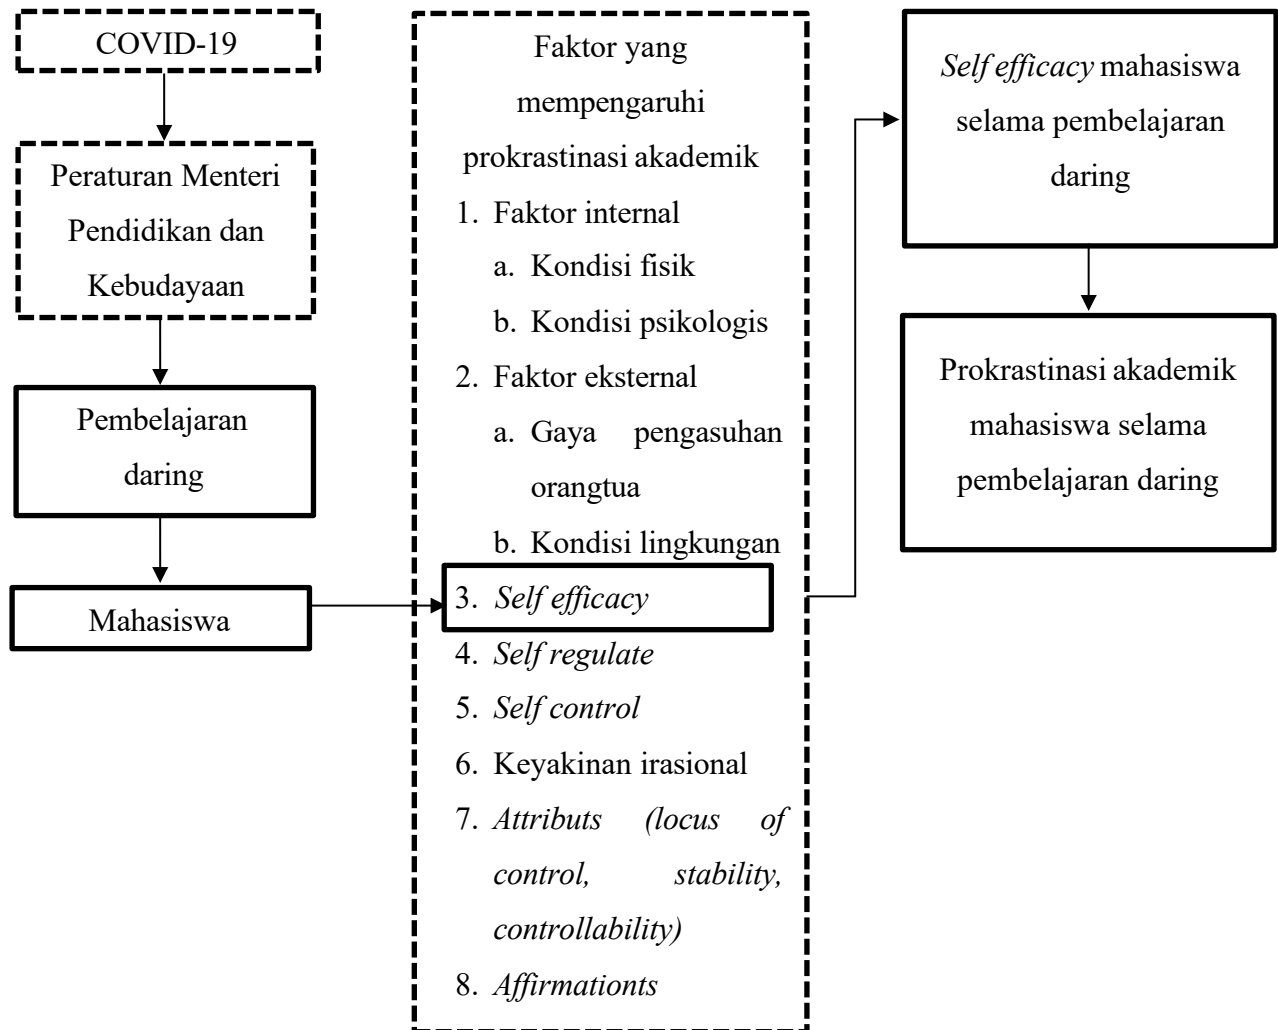 COVID-19
Peraturan Menteri
Pendidikan dan
Kebudayaan
Pembelajaran
daring
Mahasiswa
Faktor yang
mempengaruhi
prokrastinasi akademik
1. Faktor internal
a. Kondisi fisik
b. Kondisi psikologis
2. Faktor eksternal
a. Gaya pengasuhan
orangtua
b. Kondisi lingkungan
3. Self efficacy
4. Self regulate
5. Self control
6. Keyakinan irasional
7. Attributs (locus of
control, stability,
controllability)
8. Affirmationts
Self efficacy mahasiswa
selama pembelajaran
daring
Prokrastinasi akademik
mahasiswa selama
pembelajaran daring